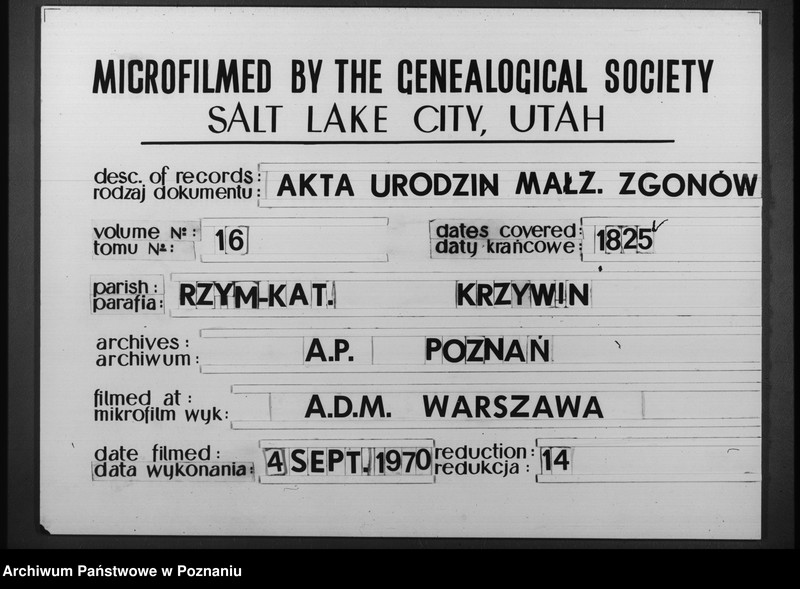 MICROFILMED BY THE GENEALOGICAL SOCIETY
SALT LAKE CITY, UTAH
desc. of records:
rodzaj dokumentu: AKTA URODZIN MAŁŻ. ZGONÓW
volume No: 16 dates covered: 1825
tomu No: daty krańcowe:
parish: RZYM-KAT. KRZYWIN
parafia:
archives: A.P. POZNAŃ
archiwum:
filmed at: A.D.M. WARSZAWA
mikrofilm wyk:
date filmed: 4 SEPT. 1970 reduction: 14
data wykonania: redukcja:
Archiwum Państwowe w Poznaniu